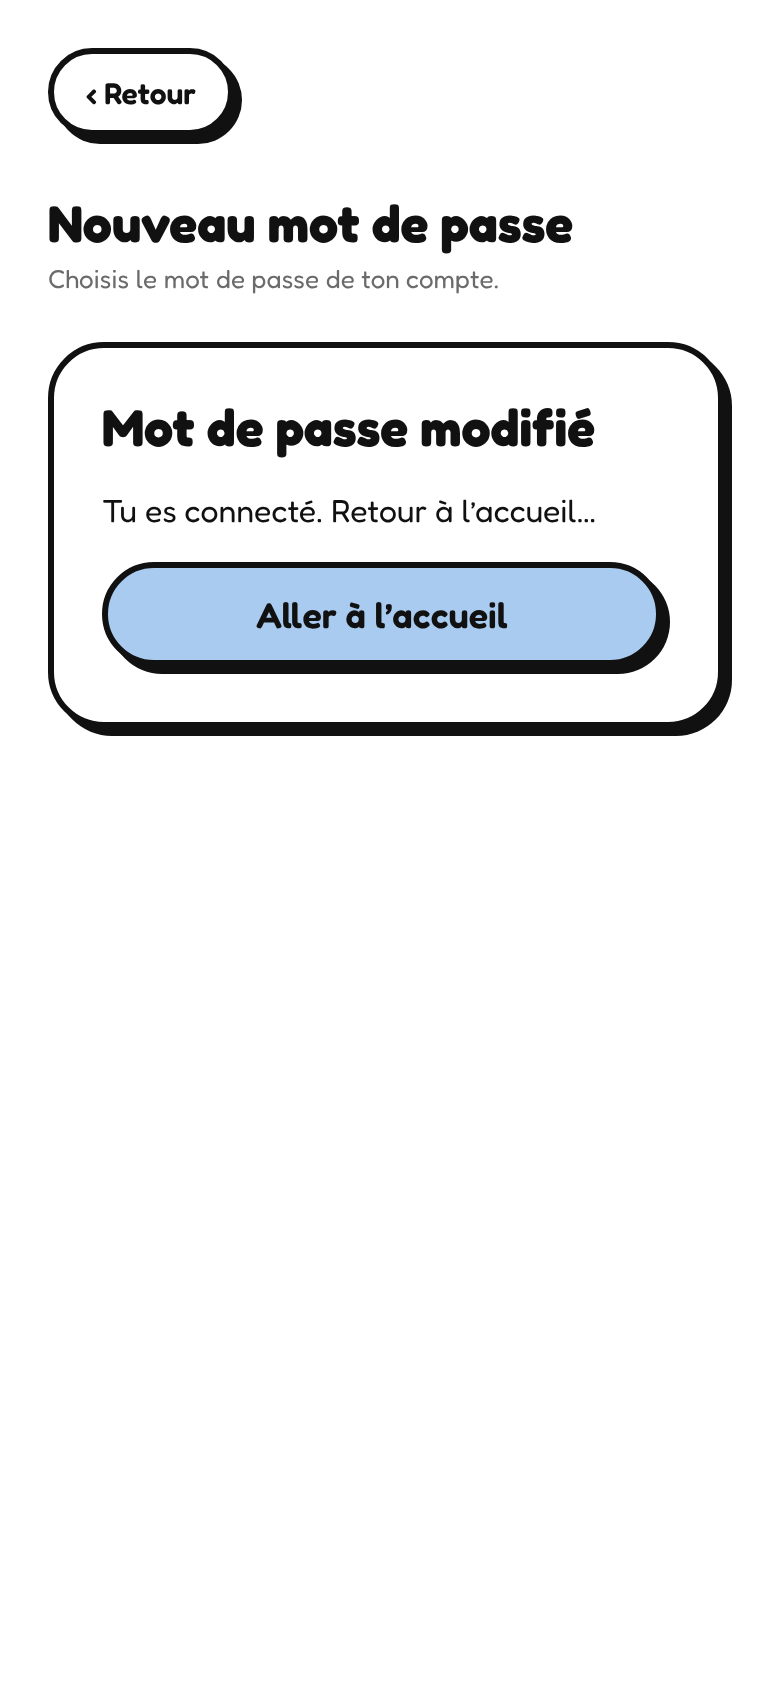 ‹ Retour
Nouveau mot de passe
Choisis le mot de passe de ton compte.
Mot de passe modifié
Tu es connecté. Retour à l’accueil…
Aller à l’accueil